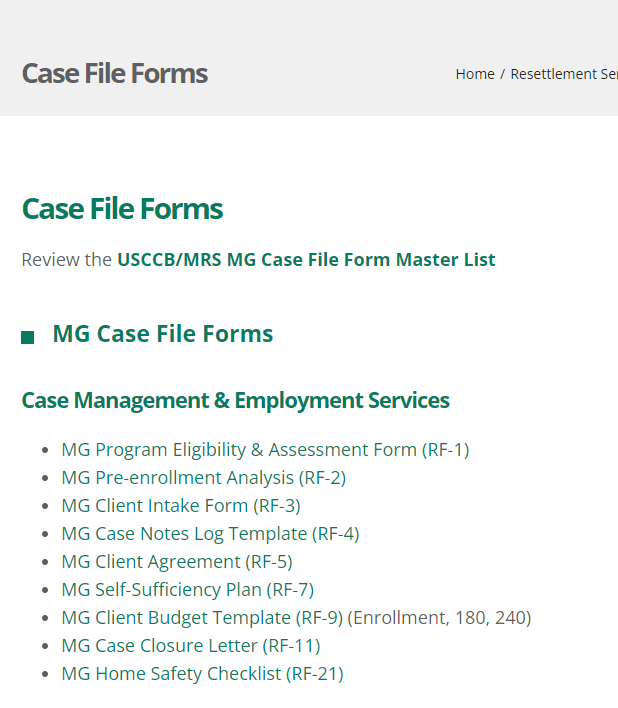 Case File Forms
Home / Resettlement
Case File Forms
Review the USCCB/MRS MG Case File Form Master List
MG Case File Forms
Case Management & Employment Services
MG Program Eligibility & Assessment Form (RF-1)
MG Pre-enrollment Analysis (RF-2)
MG Client Intake Form (RF-3)
MG Case Notes Log Template (RF-4)
MG Client Agreement (RF-5)
MG Self-Sufficiency Plan (RF-7)
MG Client Budget Template (RF-9) (Enrollment, 180, 240)
MG Case Closure Letter (RF-11)
MG Home Safety Checklist (RF-21)